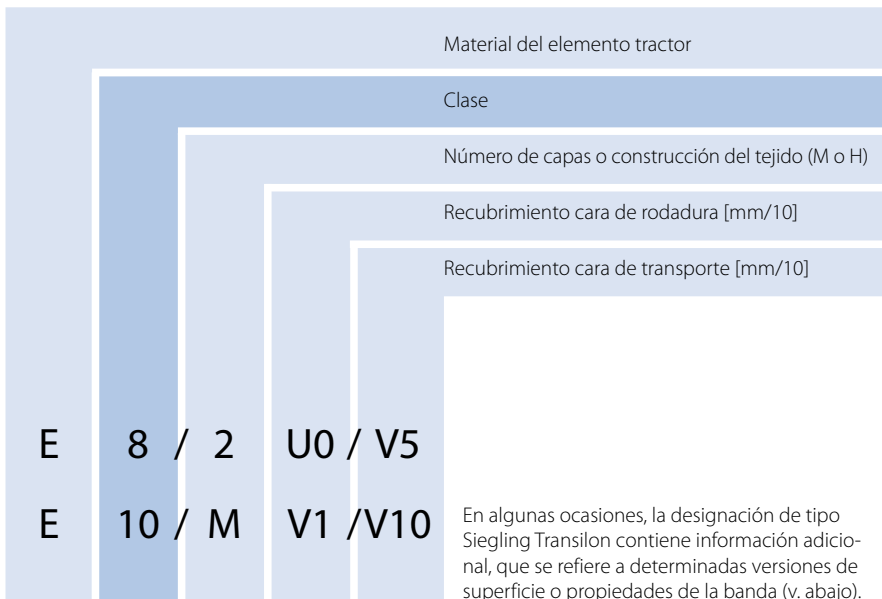 Material del elemento tractor
Clase
Número de capas o construcción del tejido (M o H)
Recubrimiento cara de rodadura [mm/10]
Recubrimiento cara de transporte [mm/10]
E 8 / 2 U0 / V5
E 10 / M V1 /V10
En algunas ocasiones, la designación de tipo
Siegling Transilon contiene información adicio-
nal, que se refiere a determinadas versiones de
superficie o propiedades de la banda (v. abajo).